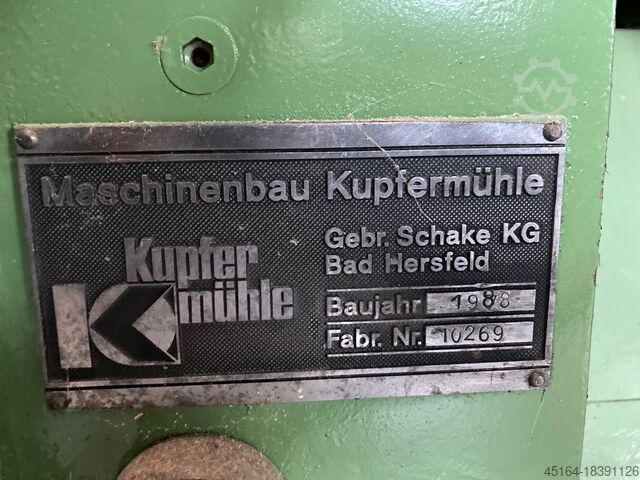 Maschinenbau Kupfermühle
Kupfer
mühle
Gebr. Schake KG
Bad Hersfeld
Baujahr 1988
Fabr. Nr. 10269
45164-18391126